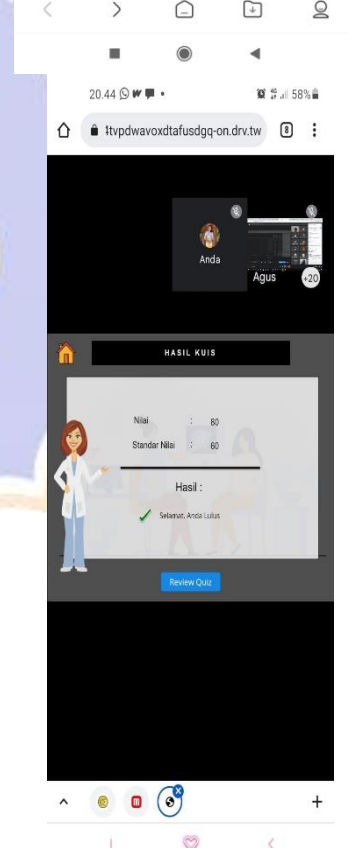 20.44
58%
4tvpdwavoxdtafusdgq-on.drv.tw
8
Anda
Agus
+20
HASIL KUIS
Nilai : 80
Standar Nilai : 60
Hasil :
Selamat, Anda Lulus
Review Quiz